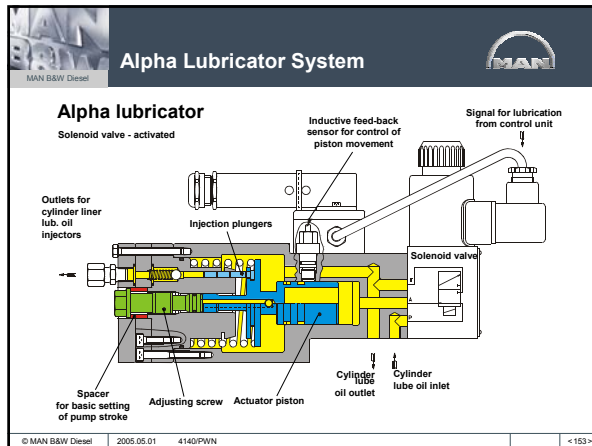 MAN B&W Diesel
Alpha Lubricator System
MAN
Alpha lubricator
Solenoid valve - activated
Inductive feed-back
sensor for control of
piston movement
Signal for lubrication
from control unit
Outlets for
cylinder liner
lub. oil
injectors
Injection plungers
Solenoid valve
Spacer
for basic setting
of pump stroke
Adjusting screw
Actuator piston
Cylinder
lube
oil outlet
Cylinder
lube oil inlet
© MAN B&W Diesel
2005.05.01
4140/PWN
<153>